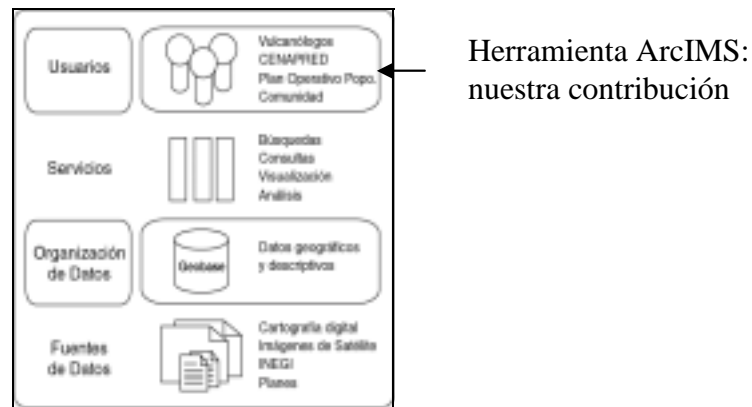 Usuarios
Vulcanólogos
CENAPRED
Plan Operativo Popo.
Comunidad
Herramienta ArcIMS:
nuestra contribución
Servicios
Búsquedas
Consultas
Visualización
Análisis
Organización
de Datos
Geobase
Datos geográficos
y descriptivos
Fuentes
de Datos
Cartografía digital
Imágenes de Satélite
INEGI
Planes